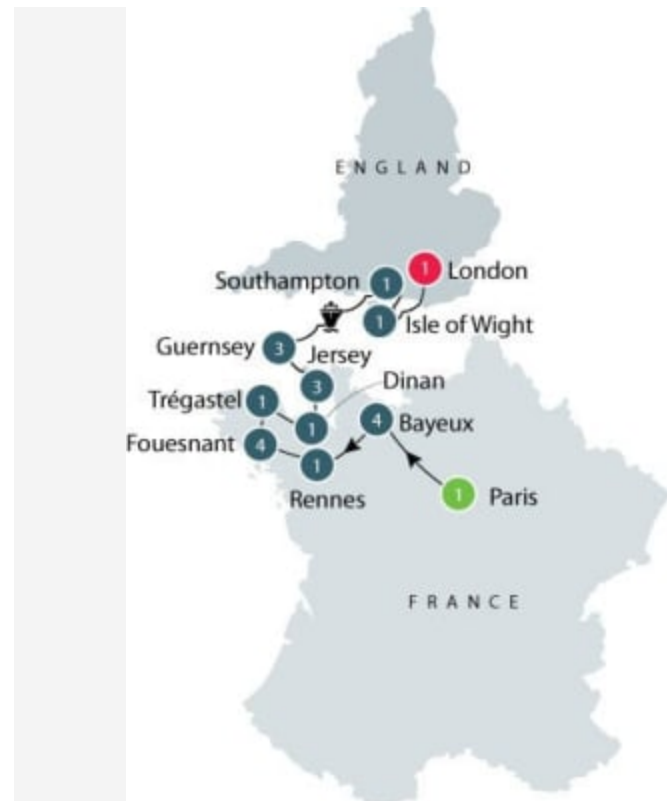 ENGLAND
1 London
Southampton 1
1 Isle of Wight
Guernsey 3
Jersey
3
Dinan
Trégastel 1
1
4 Bayeux
Fouesnant 4
1
Rennes
1 Paris
FRANCE